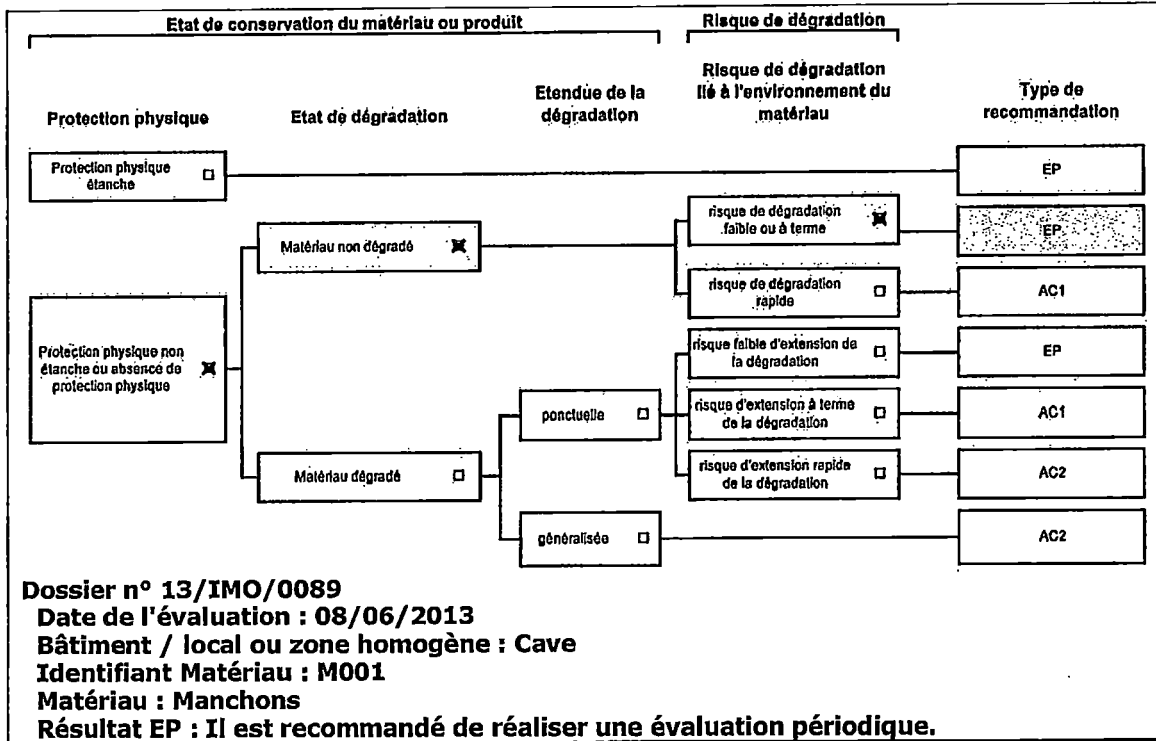 Etat de conservation du matériau ou produit
Risque de dégradation
Protection physique
Etat de dégradation
Etendue de la
dégradation
Risque de dégradation
lié à l'environnement du
matériau
Type de
recommandation
Protection physique
étanche
EP
risque de dégradation
faible ou à terme
EP
Matériau non dégradé
risque de dégradation
rapide
AC1
Protection physique non
étanche ou absence de
protection physique
risque faible d'extension de
la dégradation
EP
ponctuelle
risque d'extension à terme
de la dégradation
AC1
Matériau dégradé
risque d'extension rapide
de la dégradation
AC2
généralisée
AC2
Dossier n° 13/IMO/0089
Date de l'évaluation : 08/06/2013
Bâtiment / local ou zone homogène : Cave
Identifiant Matériau : M001
Matériau : Manchons
Résultat EP : Il est recommandé de réaliser une évaluation périodique.